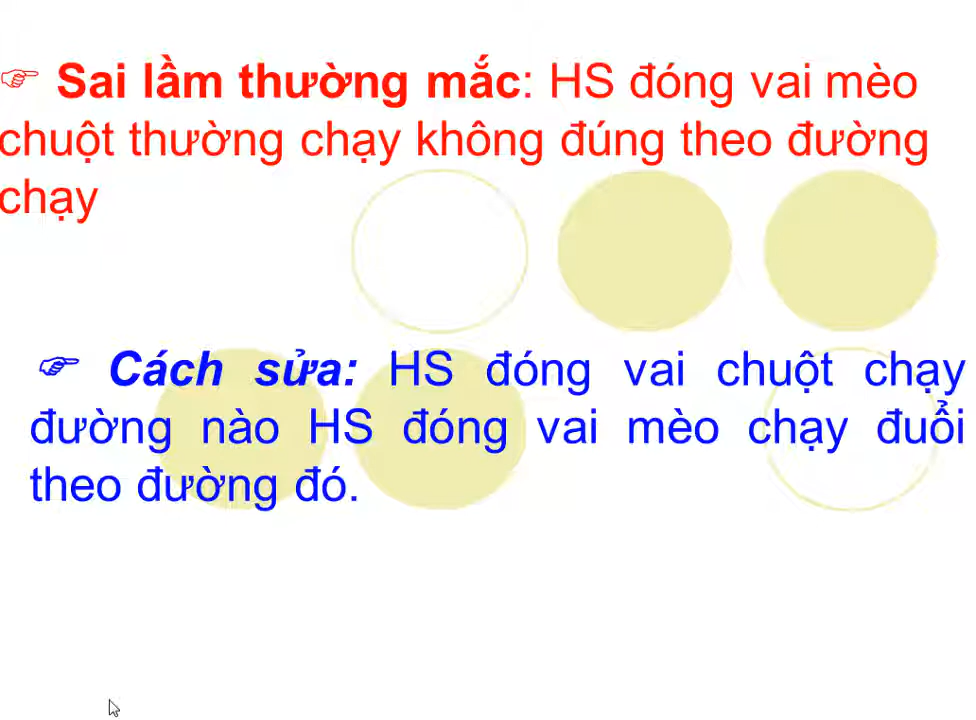 ☞ Sai lầm thường mắc: HS đóng vai mèo
chuột thường chạy không đúng theo đường
chạy
☞ Cách sửa: HS đóng vai chuột chạy
đường nào HS đóng vai mèo chạy đuổi
theo đường đó.